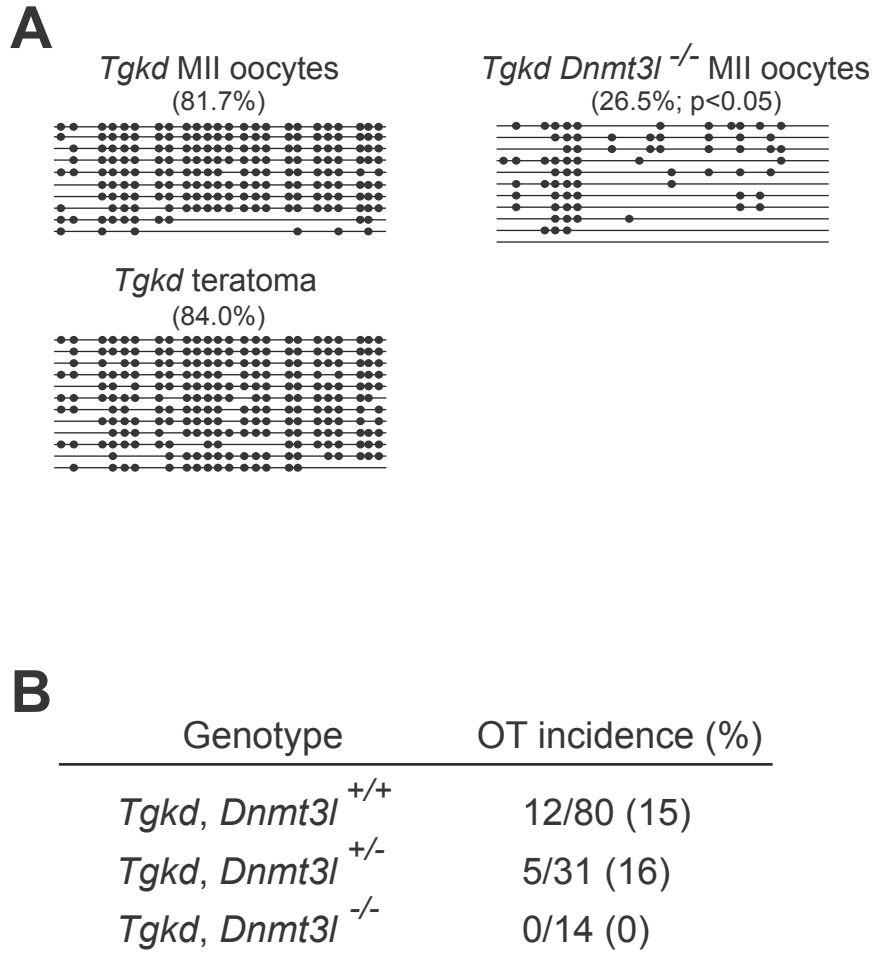 A
Tgkd MII oocytes
(81.7%)
Tgkd Dnmt3l -/- MII oocytes
(26.5%; p<0.05)
Tgkd teratoma
(84.0%)
B
Genotype OT incidence (%)
Tgkd, Dnmt3l +/+ 12/80 (15)
Tgkd, Dnmt3l +/- 5/31 (16)
Tgkd, Dnmt3l -/- 0/14 (0)